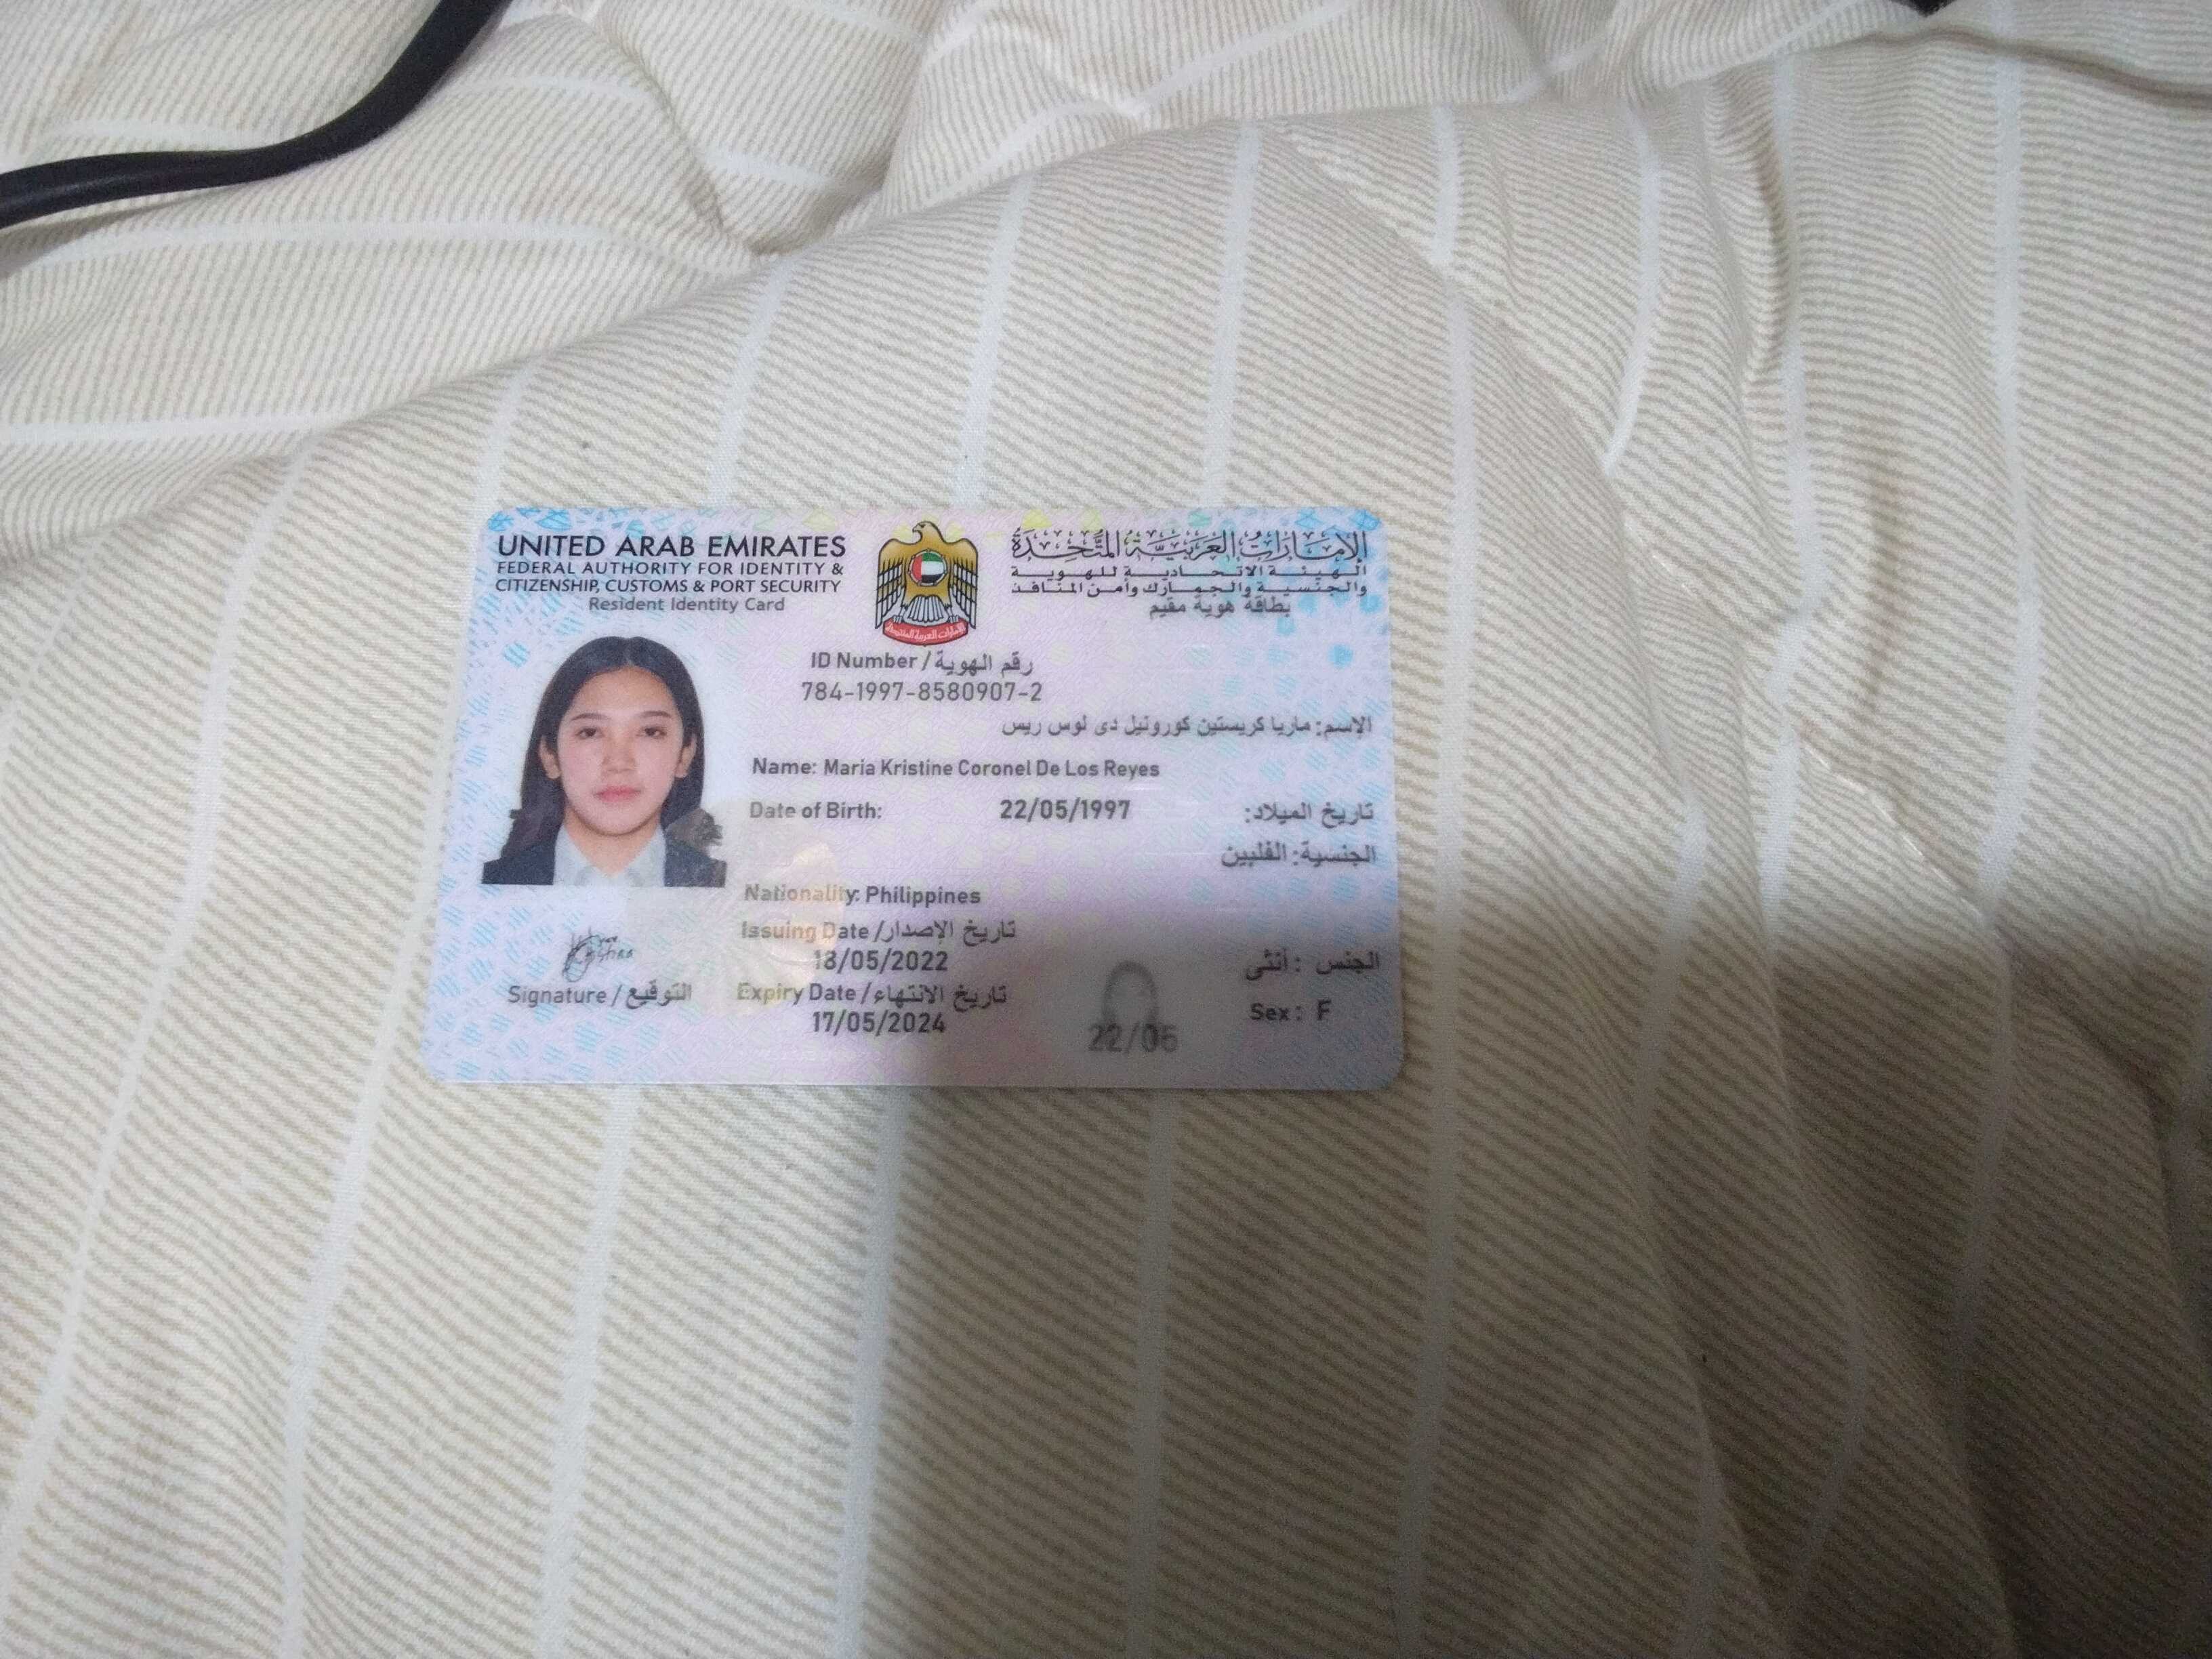 UNITED ARAB EMIRATES
FEDERAL AUTHORITY FOR IDENTITY &
CITIZENSHIP, CUSTOMS & PORT SECURITY
Resident Identity Card
الإمارات العربية المتحدة
الهيئة الاتحادية للهوية
والجنسية والجمارك وأمن المنافذ
بطاقة هوية مقيم
ID Number / رقم الهوية
784-1997-8580907-2
الإسم: ماريا كريستين كورونيل دى لوس ريس
Name: Maria Kristine Coronel De Los Reyes
Date of Birth: 22/05/1997 تاريخ الميلاد:
الجنسية: الفلبين
Nationality: Philippines
Issuing Date / تاريخ الإصدار
18/05/2022
Expiry Date / تاريخ الانتهاء
17/05/2024
Signature / التوقيع
الجنس : أنثى
Sex : F
22/05